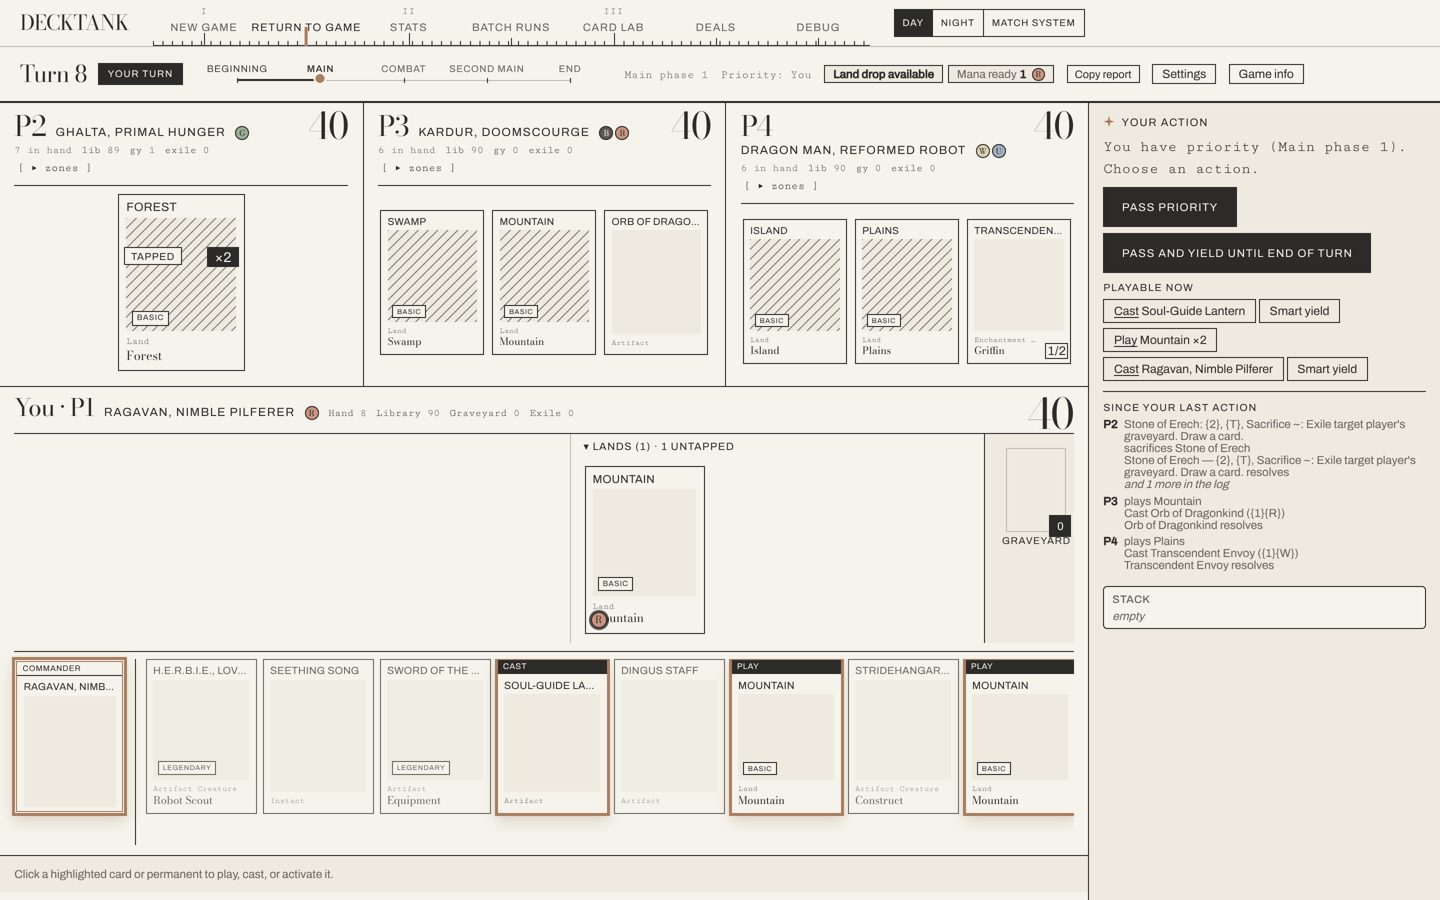 DECKTANK
I
NEW GAME
RETURN TO GAME
II
STATS
BATCH RUNS
III
CARD LAB
DEALS
DEBUG
DAY
NIGHT
MATCH SYSTEM
Turn 8
YOUR TURN
BEGINNING
MAIN
COMBAT
SECOND MAIN
END
Main phase 1 Priority: You
Land drop available
Mana ready 1 R
Copy report
Settings
Game info
P2 GHALTA, PRIMAL HUNGER G 40
7 in hand lib 89 gy 1 exile 0
[ ▸ zones ]
FOREST
TAPPED
×2
BASIC
Land
Forest
P3 KARDUR, DOOMSCOURGE B R 40
6 in hand lib 90 gy 0 exile 0
[ ▸ zones ]
SWAMP
BASIC
Land
Swamp
MOUNTAIN
BASIC
Land
Mountain
ORB OF DRAGO...
Artifact
P4 40
DRAGON MAN, REFORMED ROBOT W U
6 in hand lib 90 gy 0 exile 0
[ ▸ zones ]
ISLAND
BASIC
Land
Island
PLAINS
BASIC
Land
Plains
TRANSCENDEN...
Enchantment …
Griffin
1/2
You · P1 RAGAVAN, NIMBLE PILFERER R Hand 8 Library 90 Graveyard 0 Exile 0 40
▾ LANDS (1) · 1 UNTAPPED
MOUNTAIN
BASIC
Land
R untain
0
GRAVEYARD
COMMANDER
RAGAVAN, NIMB...
H.E.R.B.I.E., LOV...
LEGENDARY
Artifact Creature
Robot Scout
SEETHING SONG
Instant
SWORD OF THE ...
LEGENDARY
Artifact
Equipment
CAST
SOUL-GUIDE LA...
Artifact
DINGUS STAFF
Artifact
PLAY
MOUNTAIN
BASIC
Land
Mountain
STRIDEHANGAR...
Artifact Creature
Construct
PLAY
MOUNTAIN
BASIC
Land
Mountain
Click a highlighted card or permanent to play, cast, or activate it.
YOUR ACTION
You have priority (Main phase 1).
Choose an action.
PASS PRIORITY
PASS AND YIELD UNTIL END OF TURN
PLAYABLE NOW
Cast Soul-Guide Lantern
Smart yield
Play Mountain ×2
Cast Ragavan, Nimble Pilferer
Smart yield
SINCE YOUR LAST ACTION
P2 Stone of Erech: {2}, {T}, Sacrifice ~: Exile target player's
graveyard. Draw a card.
sacrifices Stone of Erech
Stone of Erech — {2}, {T}, Sacrifice ~: Exile target player's
graveyard. Draw a card. resolves
and 1 more in the log
P3 plays Mountain
Cast Orb of Dragonkind ({1}{R})
Orb of Dragonkind resolves
P4 plays Plains
Cast Transcendent Envoy ({1}{W})
Transcendent Envoy resolves
STACK
empty